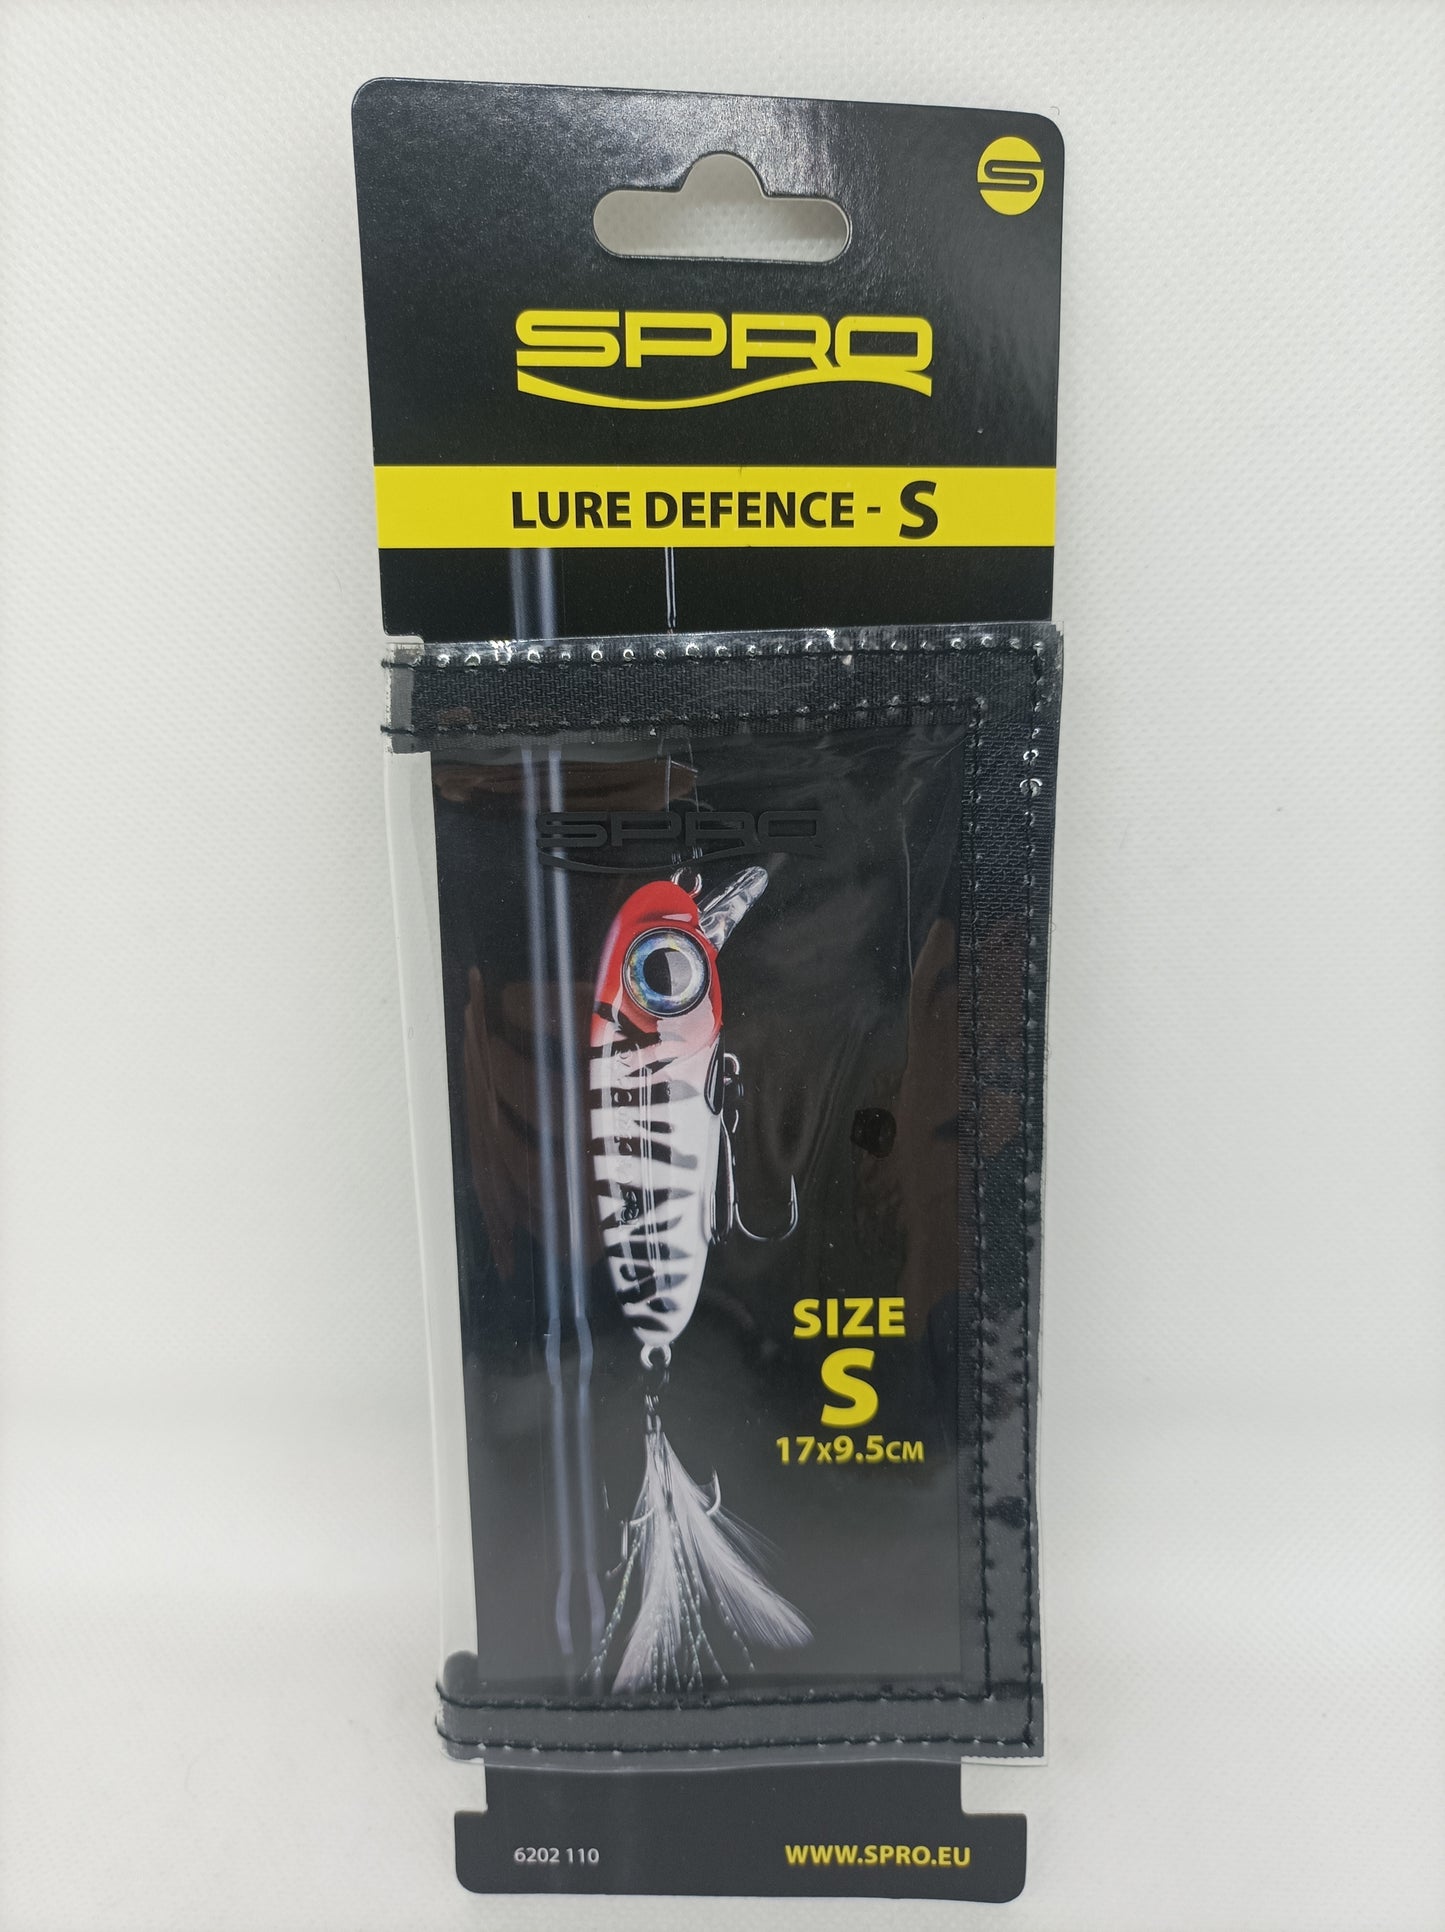 S
SPRO
LURE DEFENCE - S
SPRO
SIZE
S
17x9.5CM
6202 110
WWW.SPRO.EU